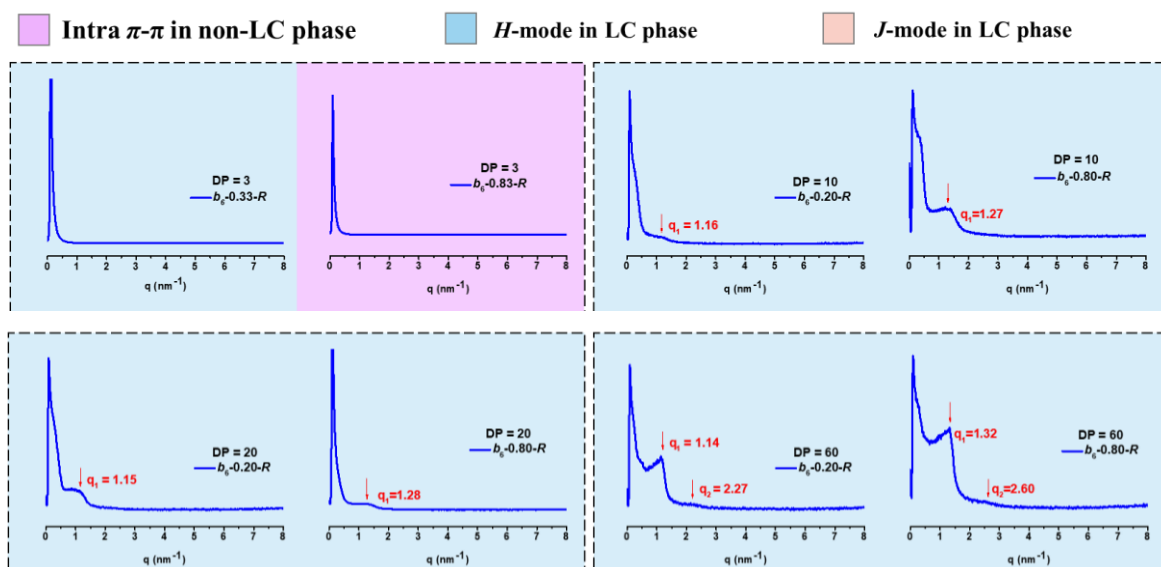 Intra π-π in non-LC phase
H-mode in LC phase
J-mode in LC phase
DP = 3
b₆-0.33-R
0 1 2 3 4 5 6 7 8
q (nm⁻¹)
DP = 3
b₆-0.83-R
0 1 2 3 4 5 6 7 8
q (nm⁻¹)
DP = 10
b₆-0.20-R
q₁ = 1.16
0 1 2 3 4 5 6 7 8
q (nm⁻¹)
DP = 10
b₆-0.80-R
q₁=1.27
0 1 2 3 4 5 6 7 8
q (nm⁻¹)
DP = 20
b₆-0.20-R
q₁ = 1.15
0 1 2 3 4 5 6 7 8
q (nm⁻¹)
DP = 20
b₆-0.80-R
q₁=1.28
0 1 2 3 4 5 6 7 8
q (nm⁻¹)
DP = 60
b₆-0.20-R
q₁ = 1.14
q₂ = 2.27
0 1 2 3 4 5 6 7 8
q (nm⁻¹)
DP = 60
b₆-0.80-R
q₁=1.32
q₂=2.60
0 1 2 3 4 5 6 7 8
q (nm⁻¹)